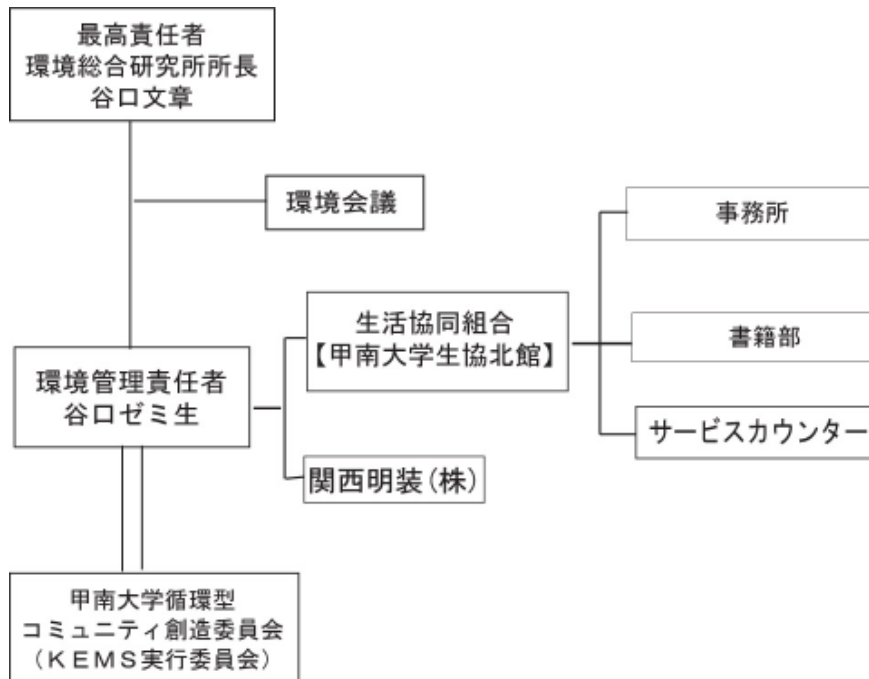 最高責任者
環境総合研究所所長
谷口文章
環境会議
事務所
生活協同組合
【甲南大学生協北館】
書籍部
環境管理責任者
谷口ゼミ生
サービスカウンター
関西明装(株)
甲南大学循環型
コミュニティ創造委員会
(KEMS実行委員会)